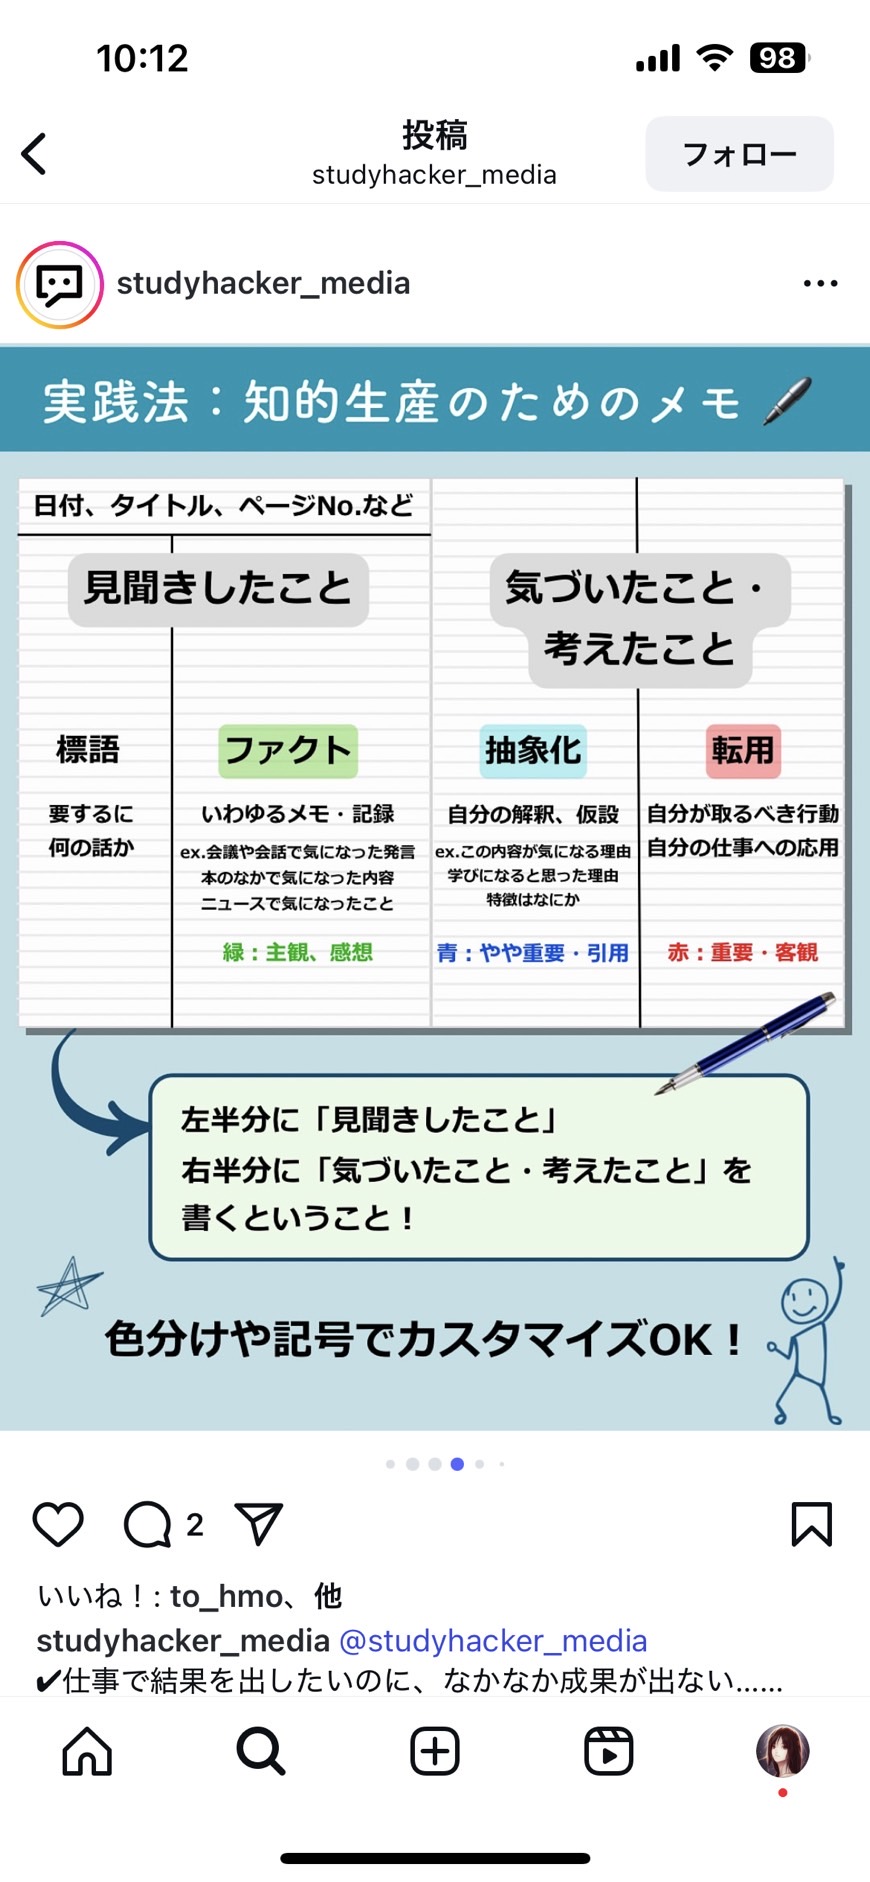 10:12
98
投稿
studyhacker_media
フォロー
studyhacker_media
実践法：知的生産のためのメモ
日付、タイトル、ページNo.など
見聞きしたこと
気づいたこと・
考えたこと
標語
要するに
何の話か
ファクト
いわゆるメモ・記録
ex.会議や会話で気になった発言
本のなかで気になった内容
ニュースで気になったこと
緑：主観、感想
抽象化
自分の解釈、仮設
ex.この内容が気になる理由
学びになると思った理由
特徴はなにか
青：やや重要・引用
転用
自分が取るべき行動
自分の仕事への応用
赤：重要・客観
左半分に「見聞きしたこと」
右半分に「気づいたこと・考えたこと」を
書くということ！
色分けや記号でカスタマイズOK！
2
いいね！: to_hmo、他
studyhacker_media @studyhacker_media
✔仕事で結果を出したいのに、なかなか成果が出ない……